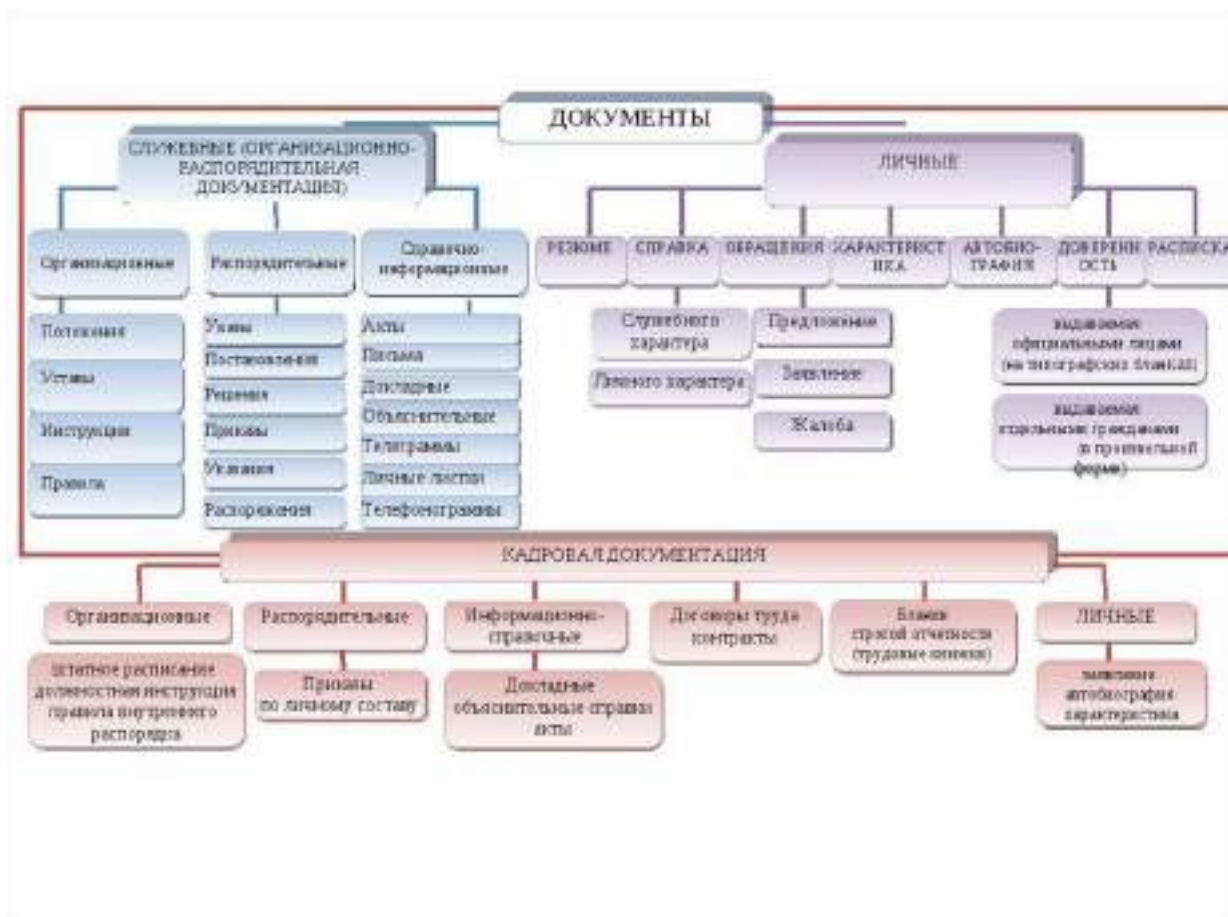 ДОКУМЕНТЫ
СЛУЖЕБНЫЕ (ОРГАНИЗАЦИОННО-
РАСПОРЯДИТЕЛЬНАЯ
ДОКУМЕНТАЦИЯ)
ЛИЧНЫЕ
Организационные
Распорядительные
Справочно
информационные
РЕЗЮМЕ
СПРАВКА
ОБРАЩЕНИЯ
ХАРАКТЕРИСТ
ИКА
АВТОБИО-
ГРАФИЯ
ДОВЕРЕНН
ОСТЬ
РАСПИСКА
Положения
Уставы
Инструкции
Правила
Указы
Постановления
Решения
Приказы
Указания
Распоряжения
Акты
Письма
Докладные
Объяснительные
Телеграммы
Личные листки
Телефонограммы
Служебного
характера
Личного характера
Предложение
Заявление
Жалоба
выдаваемая
официальными лицами
(на типографских бланках)
выдаваемая
отдельными гражданами
(в произвольной
форме)
КАДРОВАЯ ДОКУМЕНТАЦИЯ
Организационные
Распорядительные
Информационно-
справочные
Договоры труда
контракты
Бланки
строгой отчетности
(трудовые книжки)
ЛИЧНЫЕ
штатное расписание
должностная инструкция
правила внутреннего
распорядка
Приказы
по личному составу
Докладные
объяснительные справки
акты
заявление
автобиография
характеристика